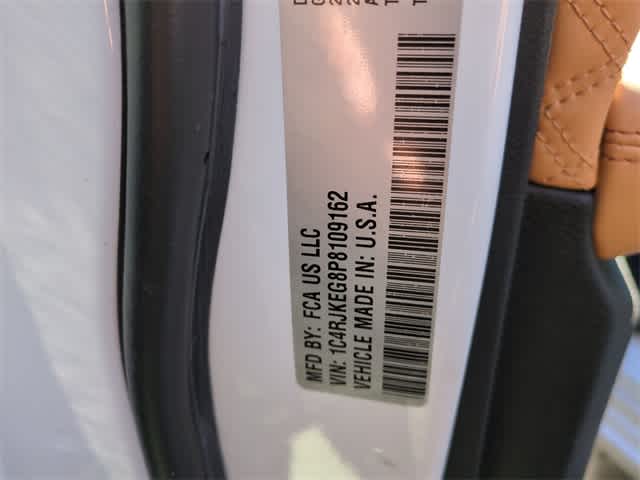 MFD BY: FCA US LLC
VIN: 1C4RJKEG8P8109162
VEHICLE MADE IN: U.S.A.